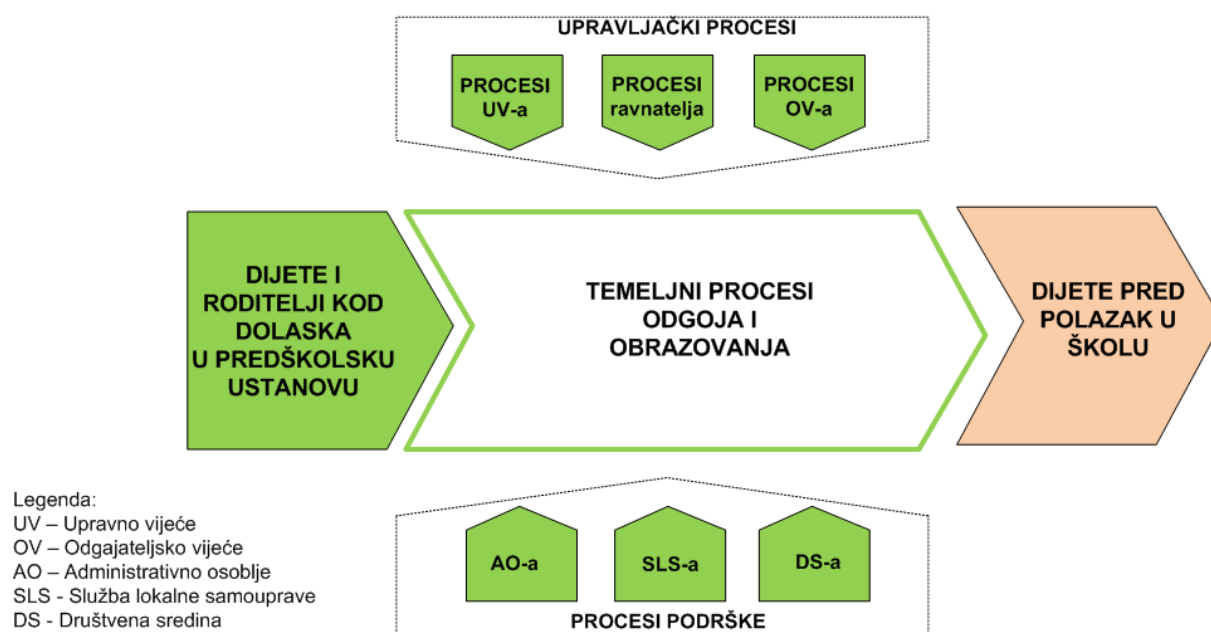 UPRAVLJAČKI PROCESI
PROCESI
UV-a
PROCESI
ravnatelja
PROCESI
OV-a
DIJETE I
RODITELJI KOD
DOLASKA
U PREDŠKOLSKU
USTANOVU
TEMELJNI PROCESI
ODGOJA I
OBRAZOVANJA
DIJETE PRED
POLAZAK U
ŠKOLU
Legenda:
UV – Upravno vijeće
OV – Odgajateljsko vijeće
AO – Administrativno osoblje
SLS - Služba lokalne samouprave
DS - Društvena sredina
AO-a
SLS-a
DS-a
PROCESI PODRŠKE